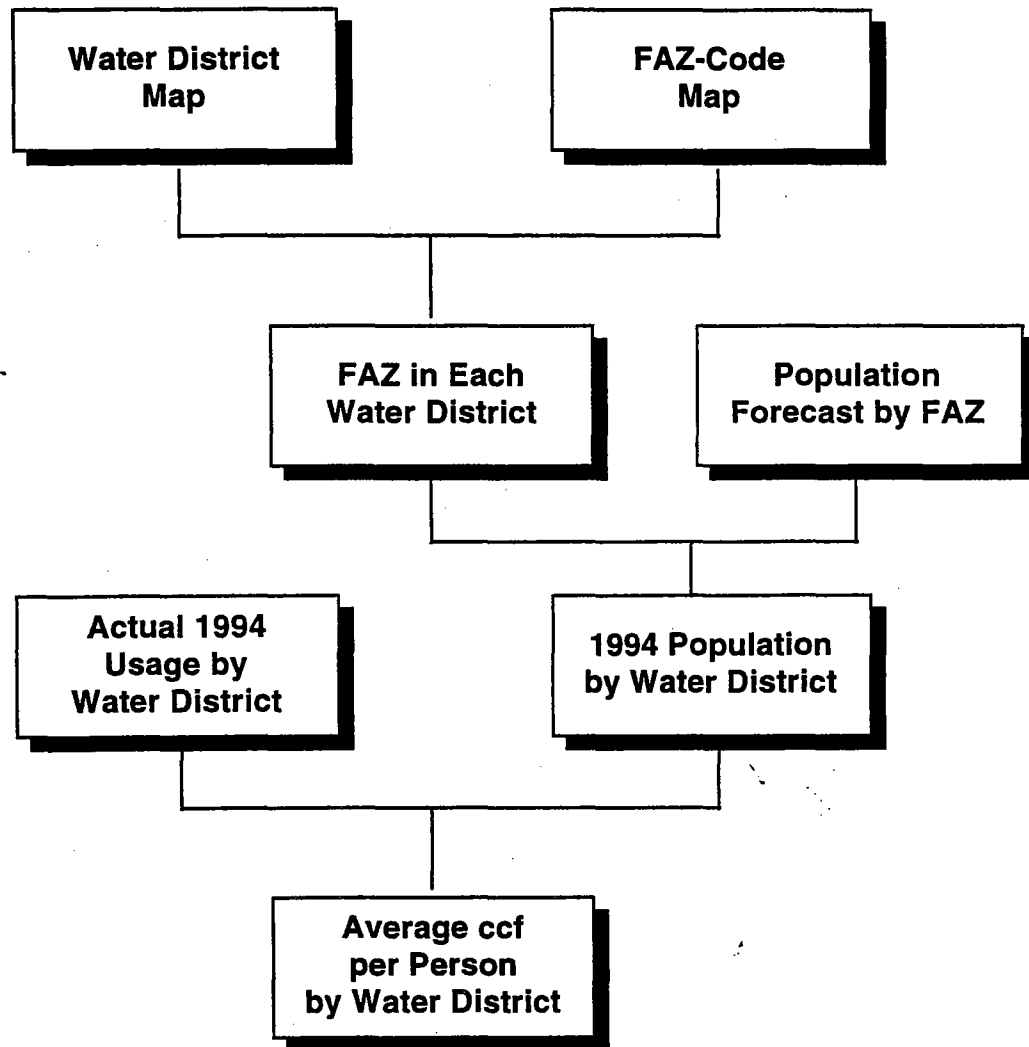 Water District
Map
FAZ-Code
Map
FAZ in Each
Water District
Population
Forecast by FAZ
Actual 1994
Usage by
Water District
1994 Population
by Water District
Average ccf
per Person
by Water District